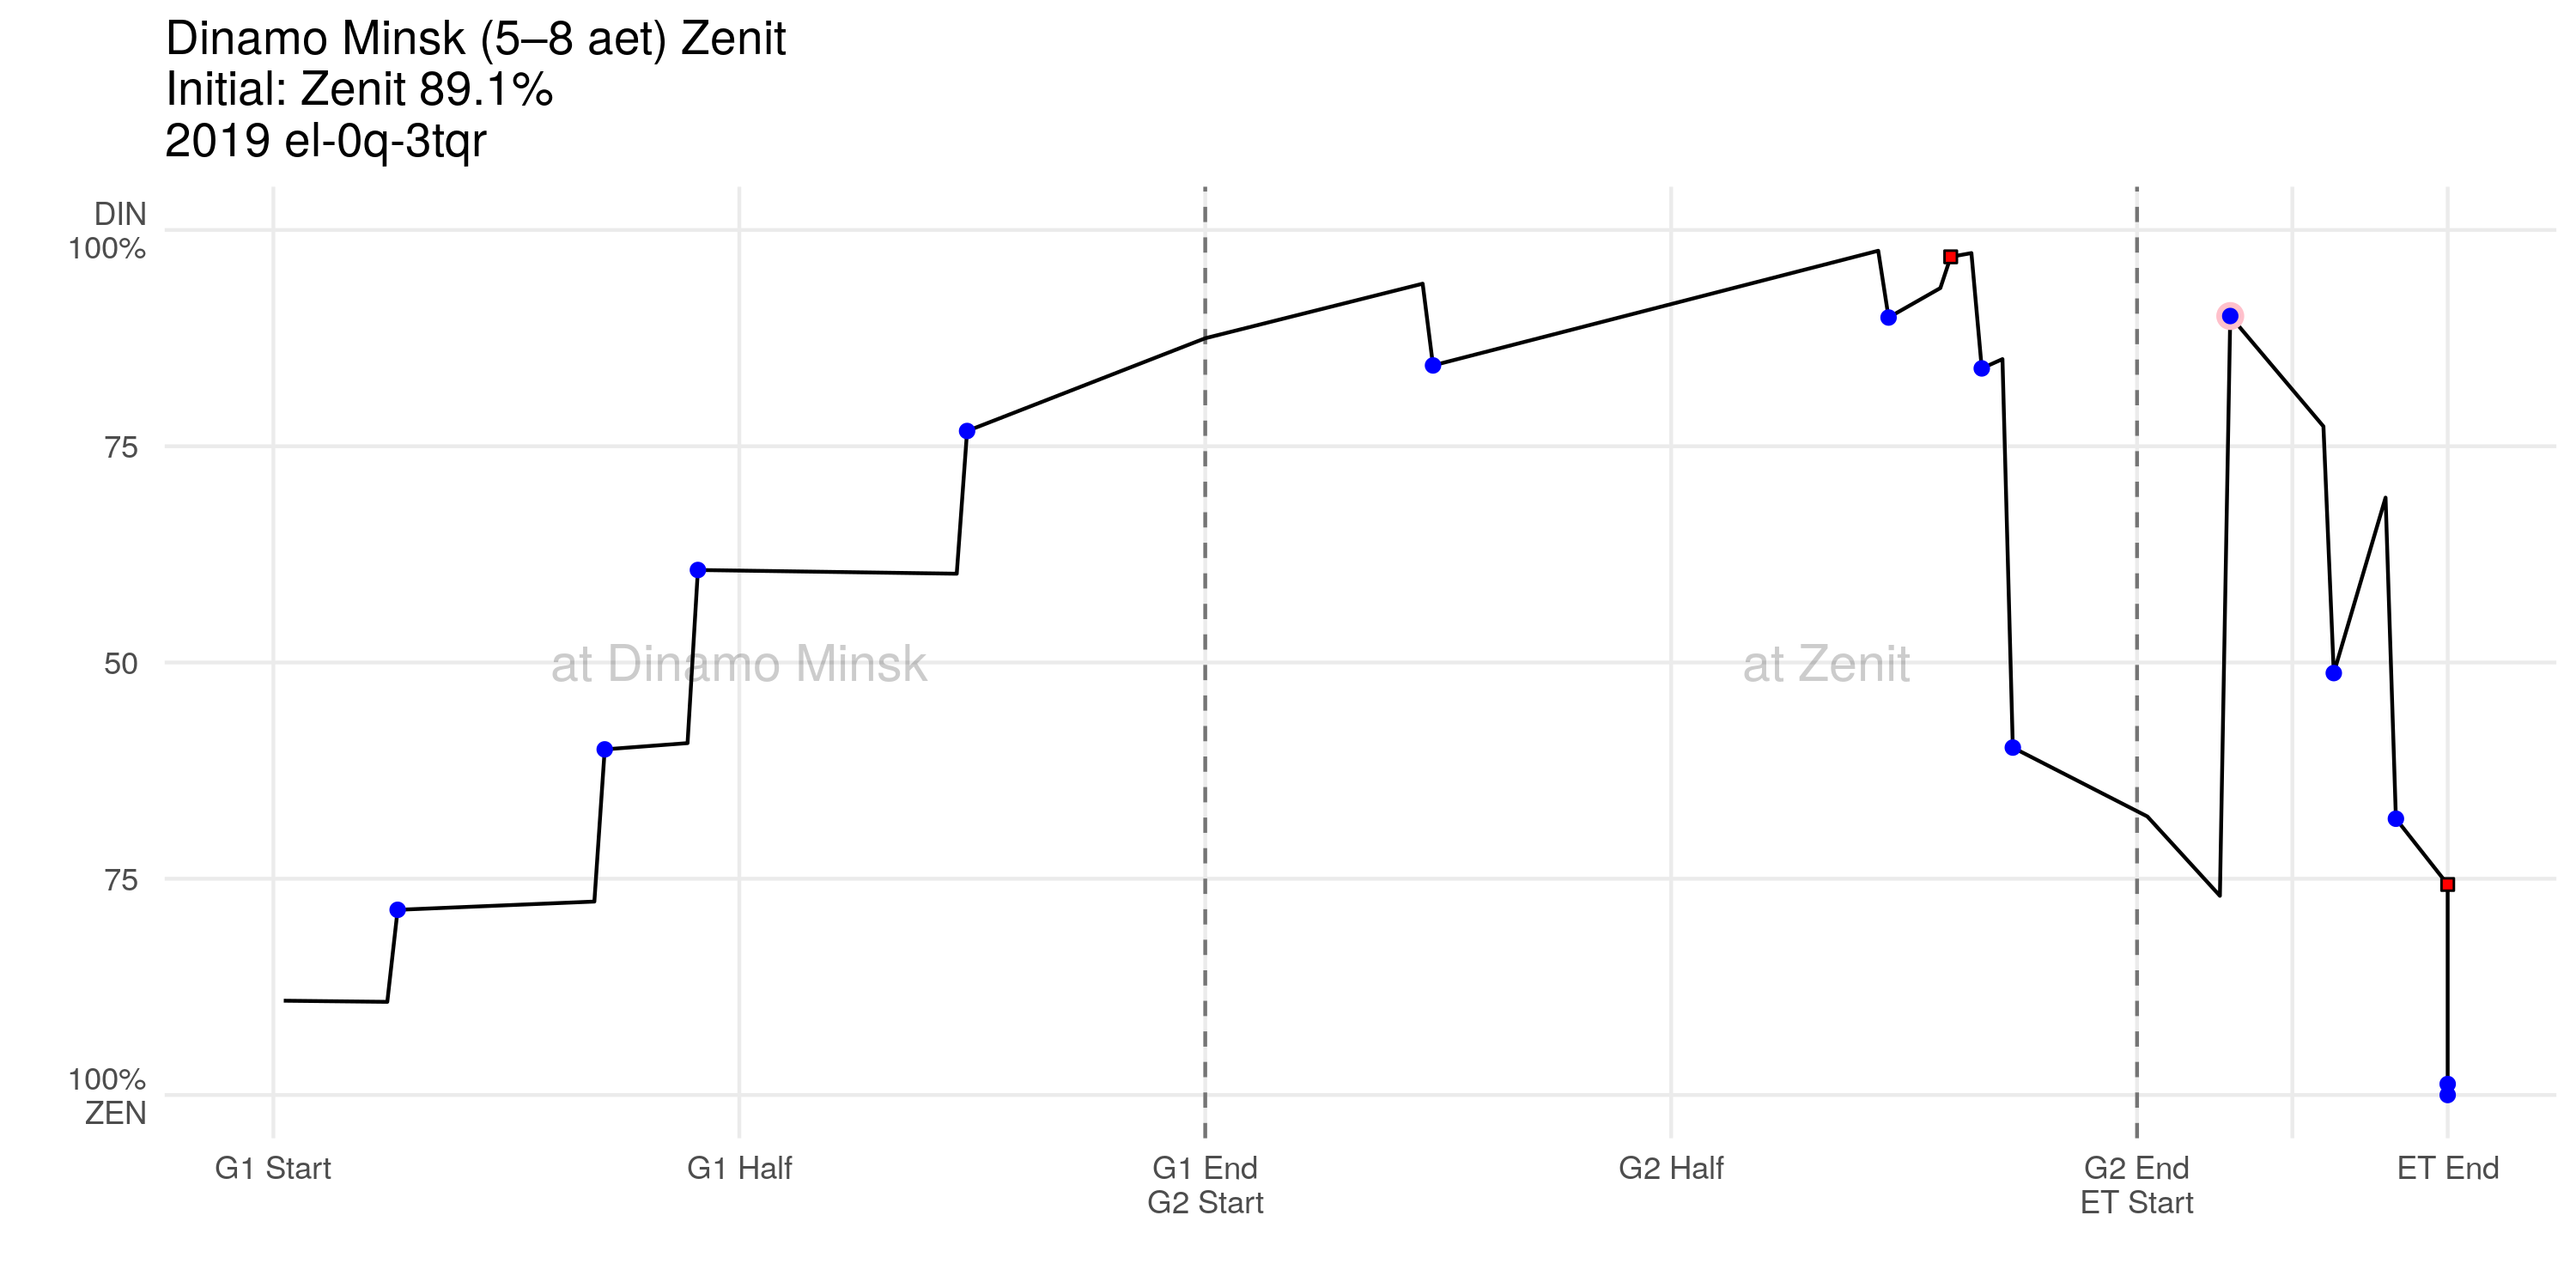 Dinamo Minsk (5–8 aet) Zenit
Initial: Zenit 89.1%
2019 el-0q-3tqr
DIN
100%
75
50
75
100%
ZEN
at Dinamo Minsk
at Zenit
G1 Start
G1 Half
G1 End
G2 Start
G2 Half
G2 End
ET Start
ET End